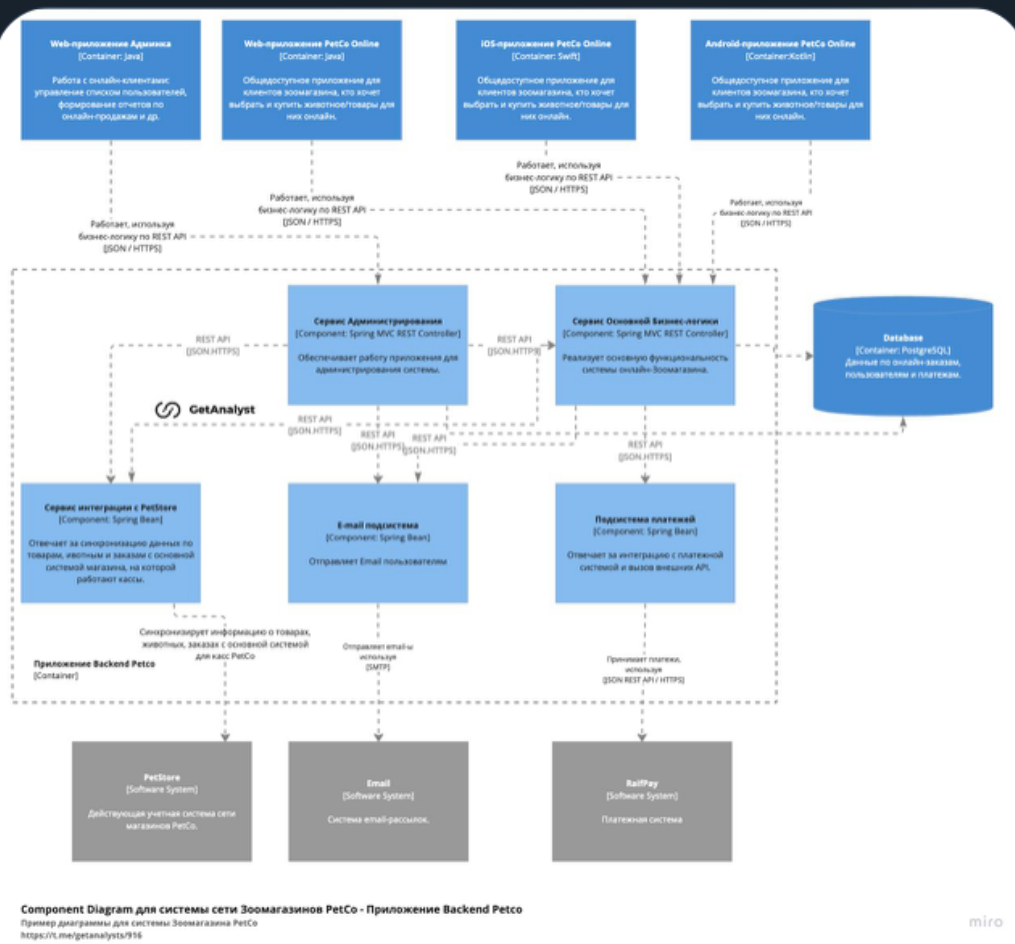 Web-приложение Админка
[Container: Java]
Работа с онлайн-клиентами:
управление списком пользователей,
формирование отчетов по
онлайн-продажам и др.
Web-приложение PetCo Online
[Container: Java]
Общедоступное приложение для
клиентов зоомагазина, кто хочет
выбрать и купить животное/товары для
них онлайн.
iOS-приложение PetCo Online
[Container: Swift]
Общедоступное приложение для
клиентов зоомагазина, кто хочет
выбрать и купить животное/товары для
них онлайн.
Android-приложение PetCo Online
[Container:Kotlin]
Общедоступное приложение для
клиентов зоомагазина, кто хочет
выбрать и купить животное/товары для
них онлайн.
Работает, используя
бизнес-логику по REST API
[JSON / HTTPS]
Работает, используя
бизнес-логику по REST API
[JSON / HTTPS]
Работает, используя
бизнес-логику по REST API
[JSON / HTTPS]
Работает, используя
бизнес-логику по REST API
[JSON / HTTPS]
Сервис Администрирования
[Component: Spring MVC REST Controller]
Обеспечивает работу приложения для
администрирования системы.
Сервис Основной Бизнес-логики
[Component: Spring MVC REST Controller]
Реализует основную функциональность
системы онлайн-Зоомагазина.
Database
[Container: PostgreSQL]
Данные по онлайн-заказам,
пользователям и платежам.
REST API
[JSON.HTTPS]
REST API
[JSON.HTTPS]
GetAnalyst
REST API
[JSON.HTTPS]
REST API
[JSON.HTTPS]
REST API
[JSON.HTTPS]
REST API
[JSON.HTTPS]
Сервис интеграции с PetStore
[Component: Spring Bean]
Отвечает за синхронизацию данных по
товарам, ивотным и заказам с основной
системой магазина, на которой
работают кассы.
E-mail подсистема
[Component: Spring Bean]
Отправляет Email пользователям
Подсистема платежей
[Component: Spring Bean]
Отвечает за интеграцию с платежной
системой и вызов внешних API.
Синхронизирует информацию о товарах,
животных, заказах с основной системой
для касс PetCo
Отправляет email-ы
используя
[SMTP]
Принимает платежи,
используя
[JSON REST API / HTTPS]
Приложение Backend Petco
[Container]
PetStore
[Software System]
Действующая учетная система сети
магазинов PetCo.
Email
[Software System]
Система email-рассылок.
RaifPay
[Software System]
Платежная система
Component Diagram для системы сети Зоомагазинов PetCo - Приложение Backend Petco
Пример диаграммы для системы Зоомагазина PetCo
https://t.me/getanalysts/916
miro